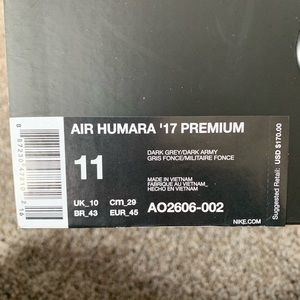 AIR HUMARA '17 PREMIUM
11
DARK GREY/DARK ARMY
GRIS FONCE/MILITAIRE FONCE
MADE IN VIETNAM
FABRIQUE AU VIETNAM
HECHO EN VIETNAM
UK_10 cm_29
BR_43 EUR_45
AO2606-002
NIKE.COM
Suggested Retail: USD $170.00